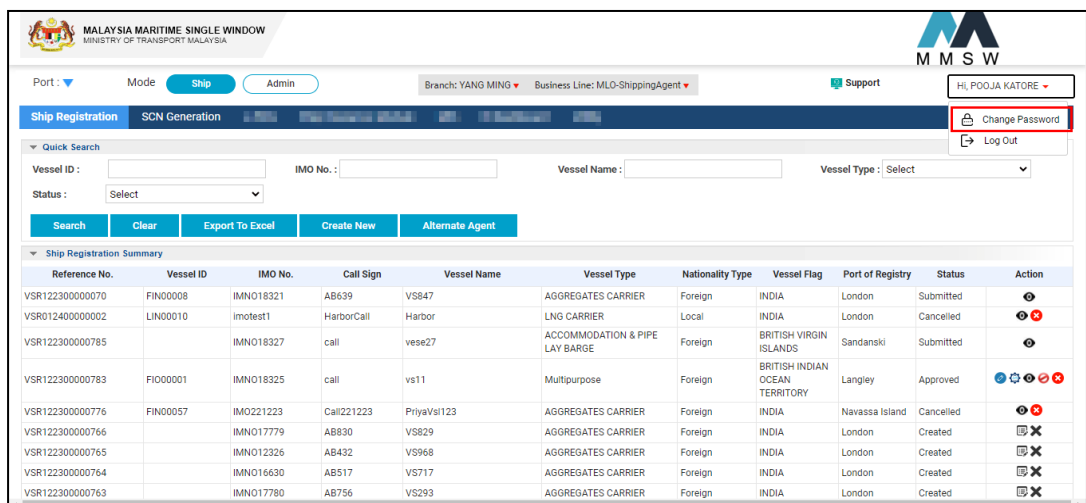 MALAYSIA MARITIME SINGLE WINDOW
MINISTRY OF TRANSPORT MALAYSIA
M M S W
Port : Mode Ship Admin Branch: YANG MING Business Line: MLO-ShippingAgent Support Hi, POOJA KATORE
Ship Registration SCN Generation
Change Password
Log Out
Quick Search
Vessel ID : IMO No. : Vessel Name : Vessel Type : Select
Status : Select
Search Clear Export To Excel Create New Alternate Agent
Ship Registration Summary
Reference No. Vessel ID IMO No. Call Sign Vessel Name Vessel Type Nationality Type Vessel Flag Port of Registry Status Action
VSR122300000070 FIN00008 IMNO18321 AB639 VS847 AGGREGATES CARRIER Foreign INDIA London Submitted
VSR012400000002 LIN00010 imotest1 HarborCall Harbor LNG CARRIER Local INDIA London Cancelled
VSR122300000785 IMNO18327 call vese27 ACCOMMODATION & PIPE LAY BARGE Foreign BRITISH VIRGIN ISLANDS Sandanski Submitted
VSR122300000783 FIO00001 IMNO18325 call vs11 Multipurpose Foreign BRITISH INDIAN OCEAN TERRITORY Langley Approved
VSR122300000776 FIN00057 IMO221223 Call221223 PriyaVsl123 AGGREGATES CARRIER Foreign INDIA Navassa Island Cancelled
VSR122300000766 IMNO17779 AB830 VS829 AGGREGATES CARRIER Foreign INDIA London Created
VSR122300000765 IMNO12326 AB432 VS968 AGGREGATES CARRIER Foreign INDIA London Created
VSR122300000764 IMNO16630 AB517 VS717 AGGREGATES CARRIER Foreign INDIA London Created
VSR122300000763 IMNO17780 AB756 VS293 AGGREGATES CARRIER Foreign INDIA London Created